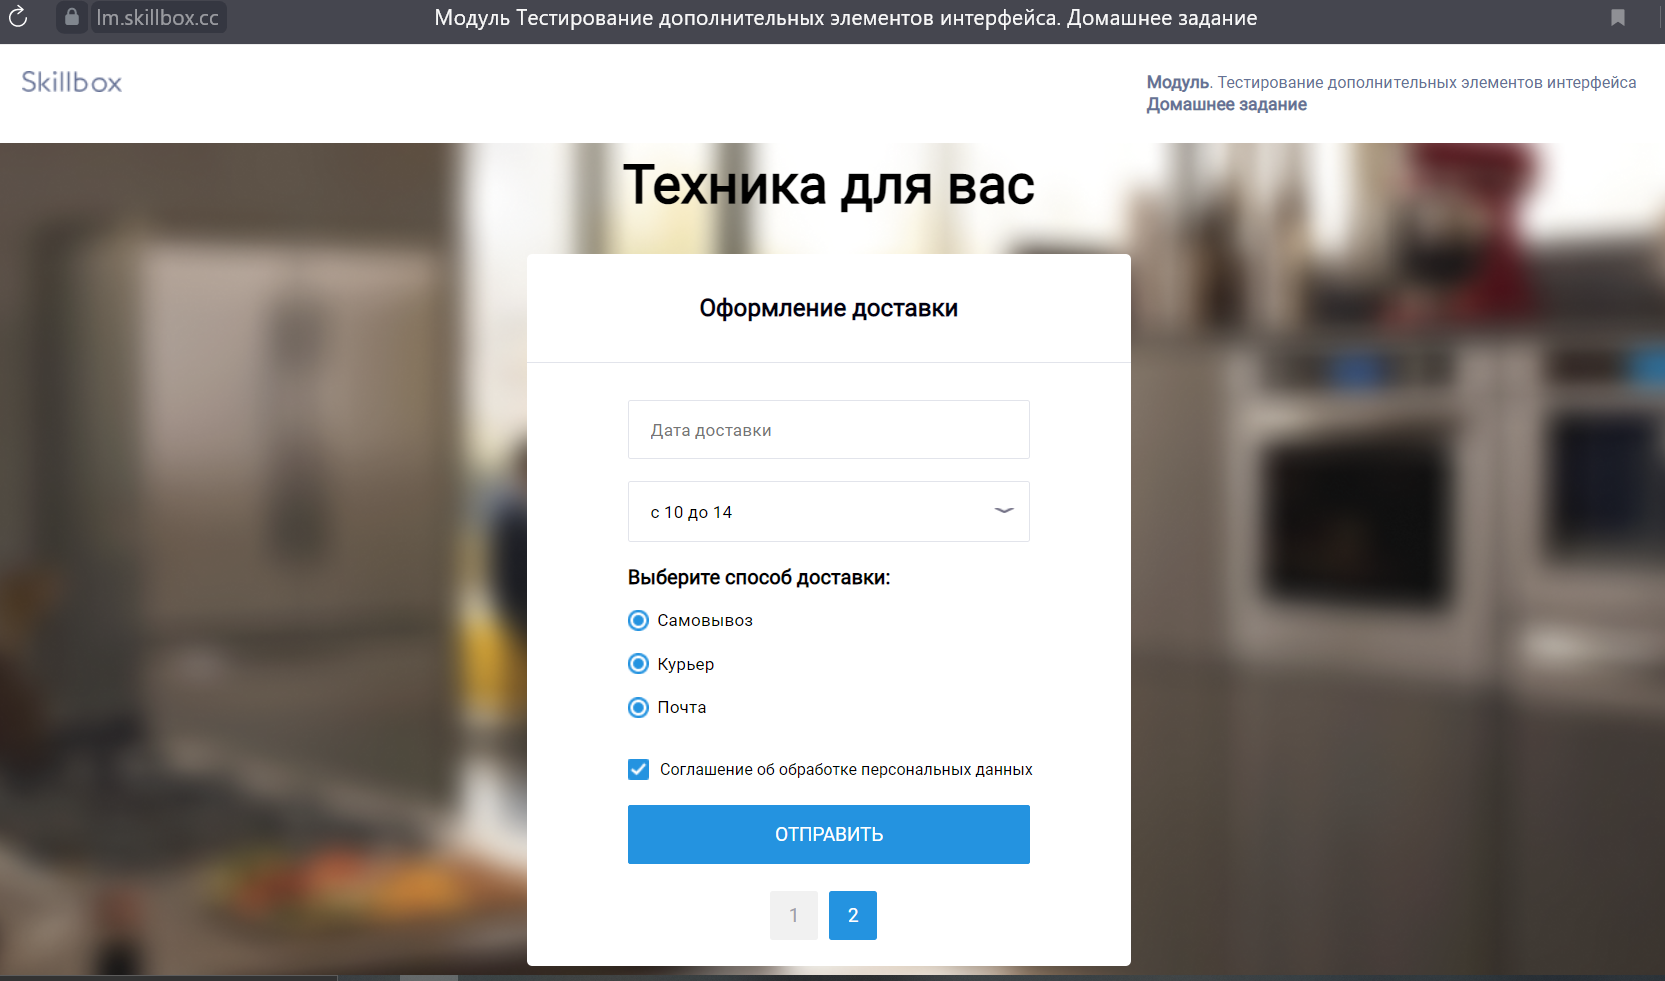 lm.skillbox.cc
Модуль Тестирование дополнительных элементов интерфейса. Домашнее задание
Skillbox
Модуль. Тестирование дополнительных элементов интерфейса
Домашнее задание
Техника для вас
Оформление доставки
Дата доставки
с 10 до 14
Выберите способ доставки:
Самовывоз
Курьер
Почта
Соглашение об обработке персональных данных
ОТПРАВИТЬ
1 2